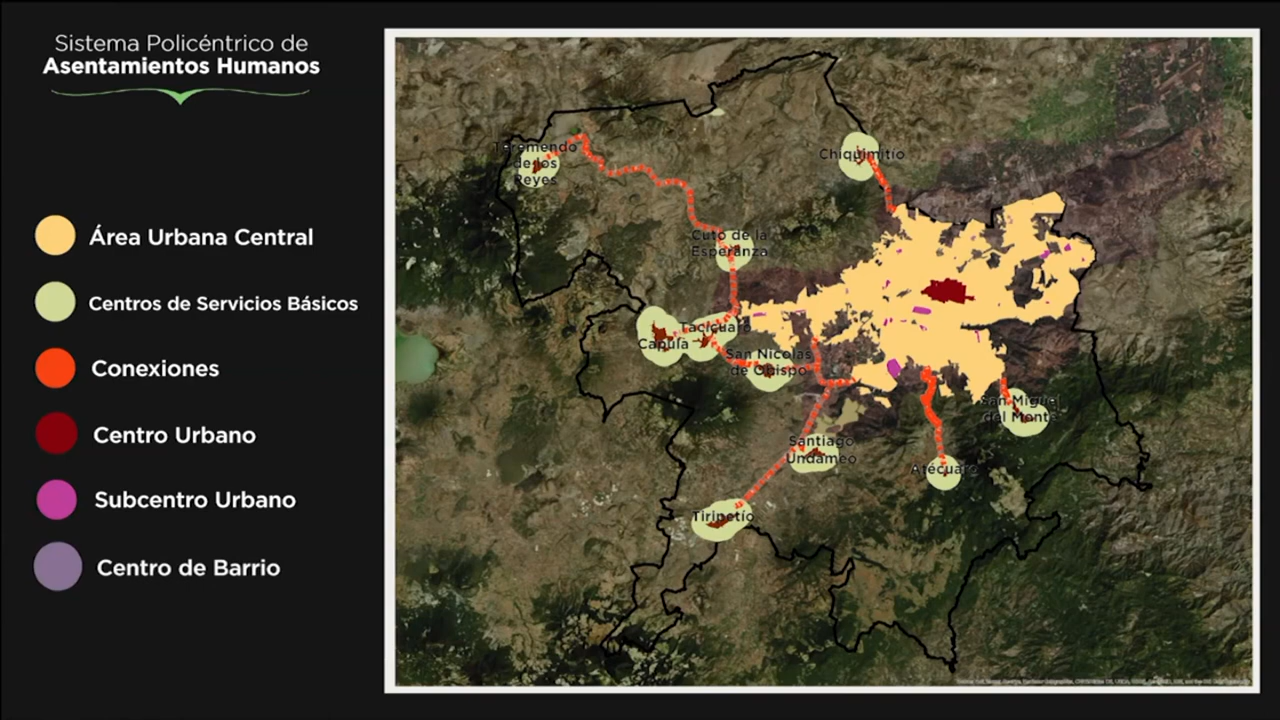 Sistema Policéntrico de
Asentamientos Humanos
Área Urbana Central
Centros de Servicios Básicos
Conexiones
Centro Urbano
Subcentro Urbano
Centro de Barrio
Teremendo
de los
Reyes
Chiquimitío
Cuto de la
Esperanza
Tacícuaro
Capula
San Nicolás
de Obispo
San Miguel
del Monte
Santiago
Undameo
Atécuaro
Tiripetío